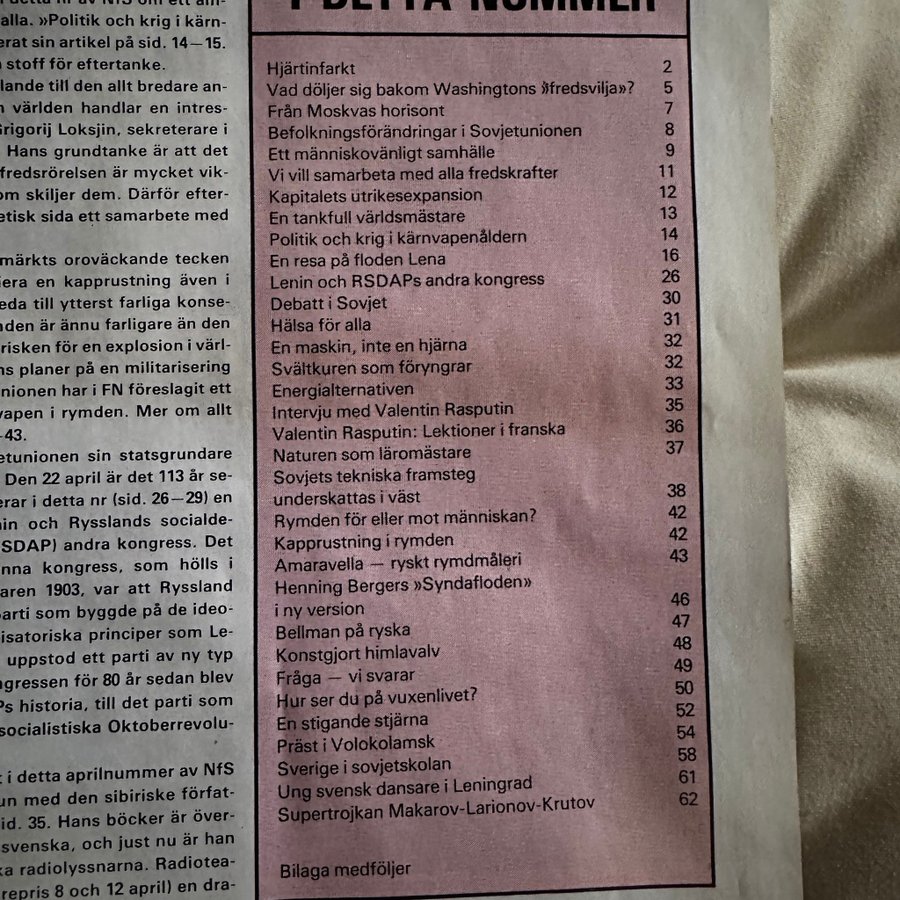 alla. »Politik och krig i kärn-
erat sin artikel på sid. 14—15.
stoff för eftertanke.
lande till den allt bredare an-
världen handlar en intres-
Grigorij Loksjin, sekreterare i
Hans grundtanke är att det
fredsrörelsen är mycket vik-
om skiljer dem. Därför efter-
etisk sida ett samarbete med
märkts oroväckande tecken
iera en kapprustning även i
eda till ytterst farliga konse-
den är ännu farligare än den
risken för en explosion i värl-
ns planer på en militarisering
unionen har i FN föreslagit ett
vapen i rymden. Mer om allt
-43.
etunionen sin statsgrundare
Den 22 april är det 113 år se-
erar i detta nr (sid. 26—29) en
in och Rysslands socialde-
SDAP) andra kongress. Det
nna kongress, som hölls i
aren 1903, var att Ryssland
parti som byggde på de ideo-
isatoriska principer som Le-
uppstod ett parti av ny typ
ngressen för 80 år sedan blev
Ps historia, till det parti som
socialistiska Oktoberrevolu-
i detta aprilnummer av NfS
un med den sibiriske förfat-
id. 35. Hans böcker är över-
svenska, och just nu är han
ka radiolyssnarna. Radiotea-
repris 8 och 12 april) en dra-
I DETTA NUMMER
Hjärtinfarkt 2
Vad döljer sig bakom Washingtons »fredsvilja»? 5
Från Moskvas horisont 7
Befolkningsförändringar i Sovjetunionen 8
Ett människovänligt samhälle 9
Vi vill samarbeta med alla fredskrafter 11
Kapitalets utrikesexpansion 12
En tankfull världsmästare 13
Politik och krig i kärnvapenåldern 14
En resa på floden Lena 16
Lenin och RSDAPs andra kongress 26
Debatt i Sovjet 30
Hälsa för alla 31
En maskin, inte en hjärna 32
Svältkuren som föryngrar 32
Energialternativen 33
Intervju med Valentin Rasputin 35
Valentin Rasputin: Lektioner i franska 36
Naturen som läromästare 37
Sovjets tekniska framsteg
underskattas i väst 38
Rymden för eller mot människan? 42
Kapprustning i rymden 42
Amaravella — ryskt rymdmåleri 43
Henning Bergers »Syndafloden»
i ny version 46
Bellman på ryska 47
Konstgjort himlavalv 48
Fråga — vi svarar 49
Hur ser du på vuxenlivet? 50
En stigande stjärna 52
Präst i Volokolamsk 54
Sverige i sovjetskolan 58
Ung svensk dansare i Leningrad 61
Supertrojkan Makarov-Larionov-Krutov 62
Bilaga medföljer